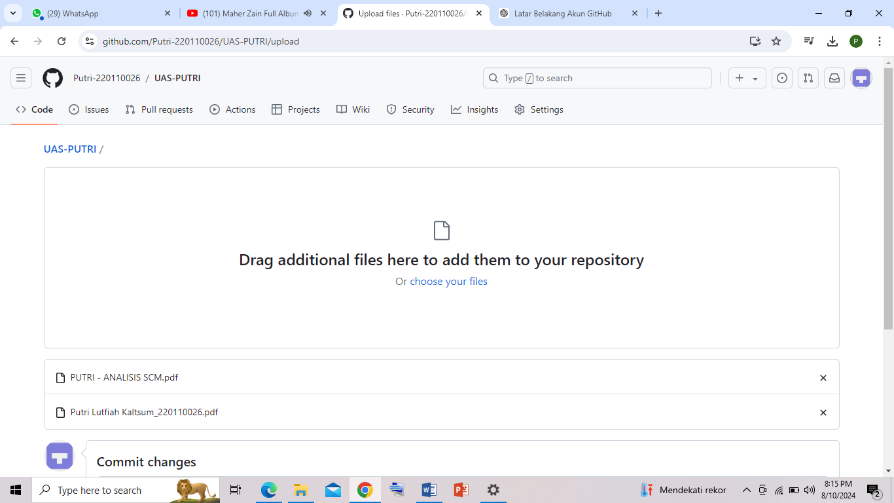 (29) WhatsApp
(101) Maher Zain Full Album
Upload files · Putri-220110026/
Latar Belakang Akun GitHub
github.com/Putri-220110026/UAS-PUTRI/upload
P
Putri-220110026 / UAS-PUTRI
Type / to search
Code
Issues
Pull requests
Actions
Projects
Wiki
Security
Insights
Settings
UAS-PUTRI /
Drag additional files here to add them to your repository
Or choose your files
PUTRI - ANALISIS SCM.pdf
Putri Lutfiah Kaltsum_220110026.pdf
Commit changes
Type here to search
Mendekati rekor
8:15 PM
8/10/2024
2